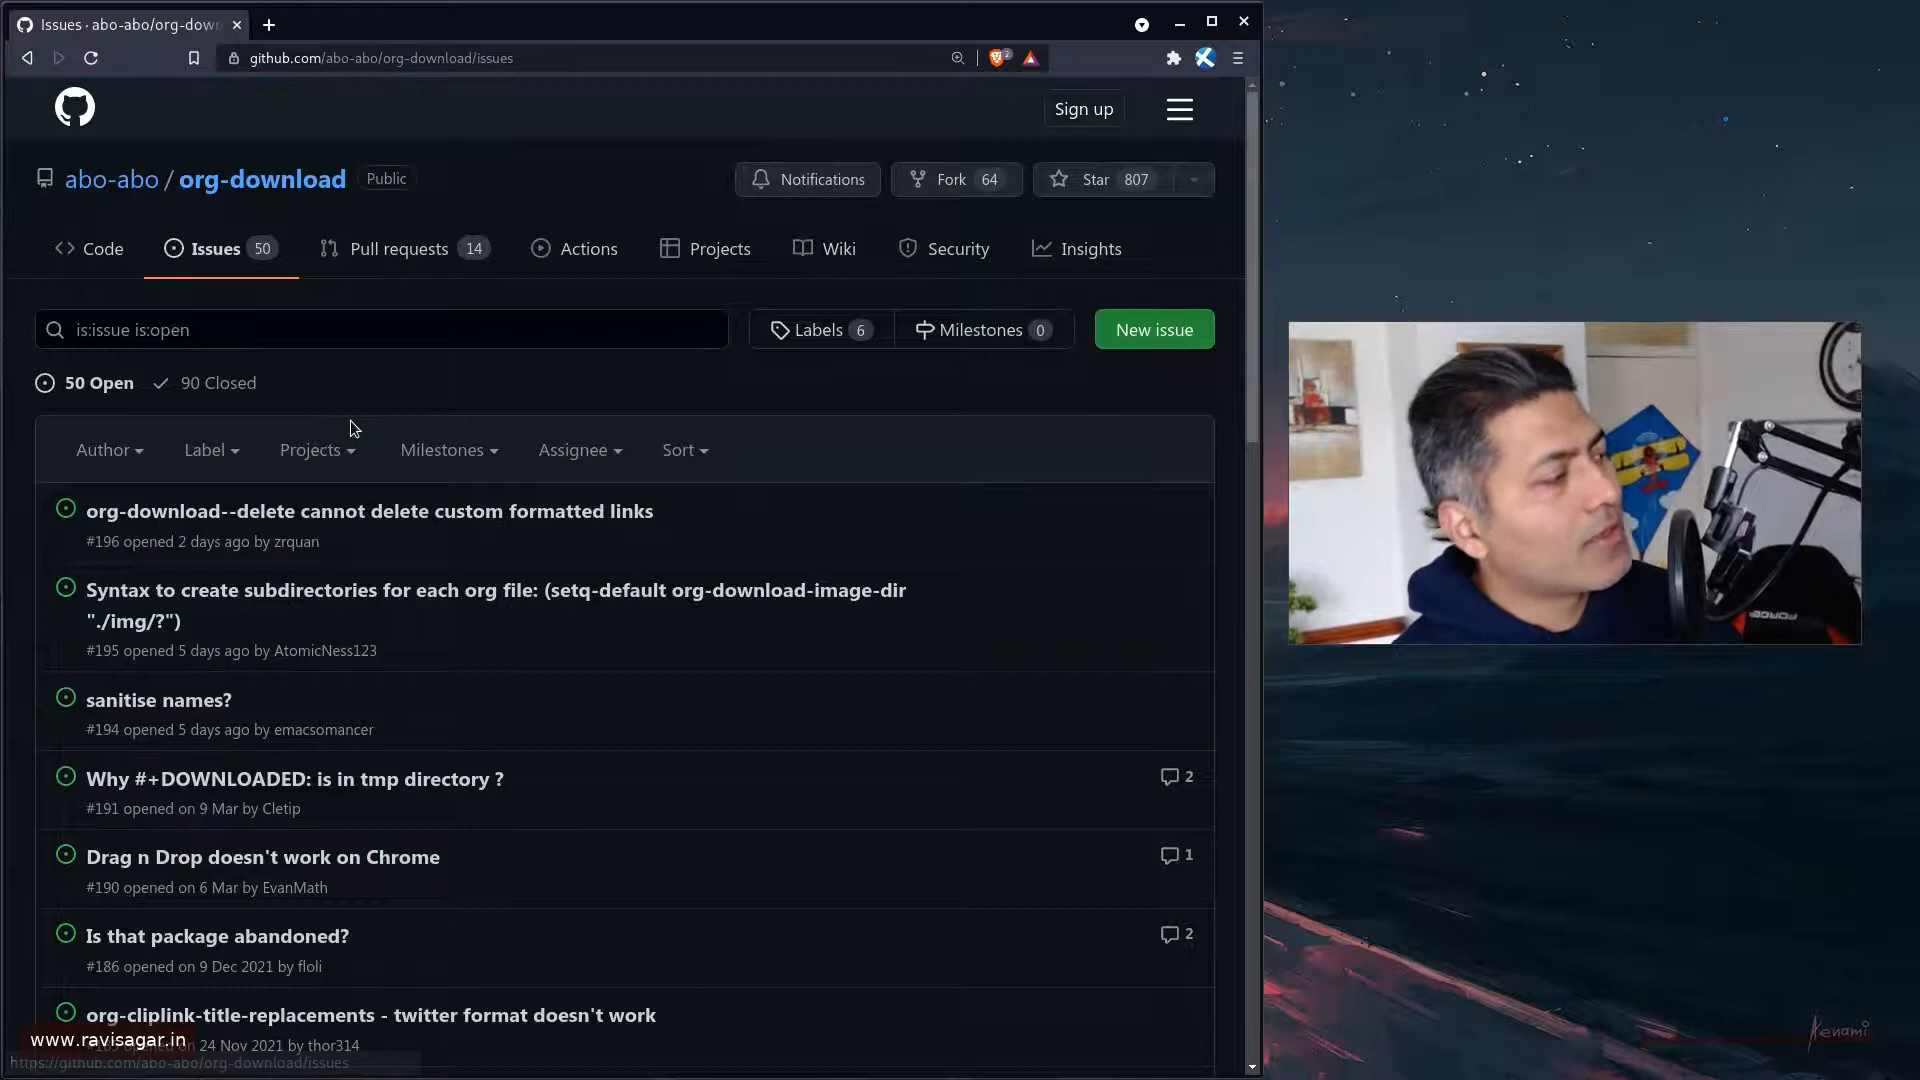 Issues · abo-abo/org-down
github.com/abo-abo/org-download/issues
2
Sign up
abo-abo / org-download Public
Notifications
Fork 64
Star 807
Code
Issues 50
Pull requests 14
Actions
Projects
Wiki
Security
Insights
is:issue is:open
Labels 6
Milestones 0
New issue
50 Open
90 Closed
Author
Label
Projects
Milestones
Assignee
Sort
org-download--delete cannot delete custom formatted links
#196 opened 2 days ago by zrquan
Syntax to create subdirectories for each org file: (setq-default org-download-image-dir
"./img/?")
#195 opened 5 days ago by AtomicNess123
sanitise names?
#194 opened 5 days ago by emacsomancer
Why #+DOWNLOADED: is in tmp directory ?
2
#191 opened on 9 Mar by Cletip
Drag n Drop doesn't work on Chrome
1
#190 opened on 6 Mar by EvanMath
Is that package abandoned?
2
#186 opened on 9 Dec 2021 by floli
org-cliplink-title-replacements - twitter format doesn't work
www.ravisagar.in
opened on 24 Nov 2021 by thor314
https://github.com/abo-abo/org-download/issues
Kenami